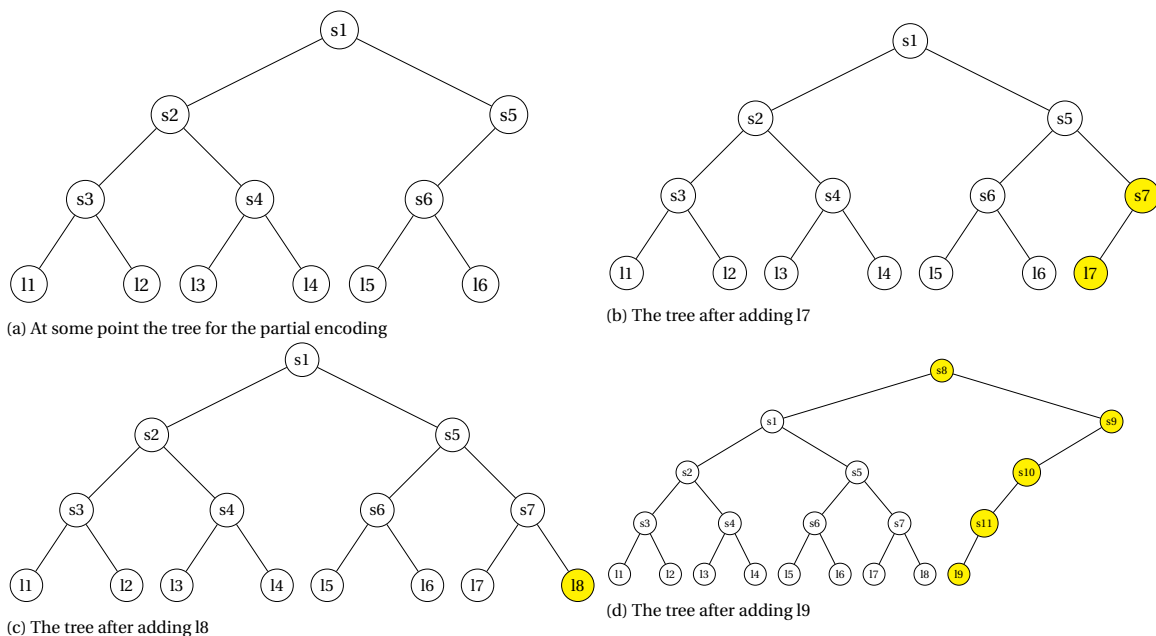 s1
s2 s5
s3 s4 s6
l1 l2 l3 l4 l5 l6
(a) At some point the tree for the partial encoding
s1
s2 s5
s3 s4 s6 s7
l1 l2 l3 l4 l5 l6 l7
(b) The tree after adding l7
s1
s2 s5
s3 s4 s6 s7
l1 l2 l3 l4 l5 l6 l7 l8
(c) The tree after adding l8
s8
s1 s9
s2 s5 s10
s3 s4 s6 s7 s11
l1 l2 l3 l4 l5 l6 l7 l8 l9
(d) The tree after adding l9